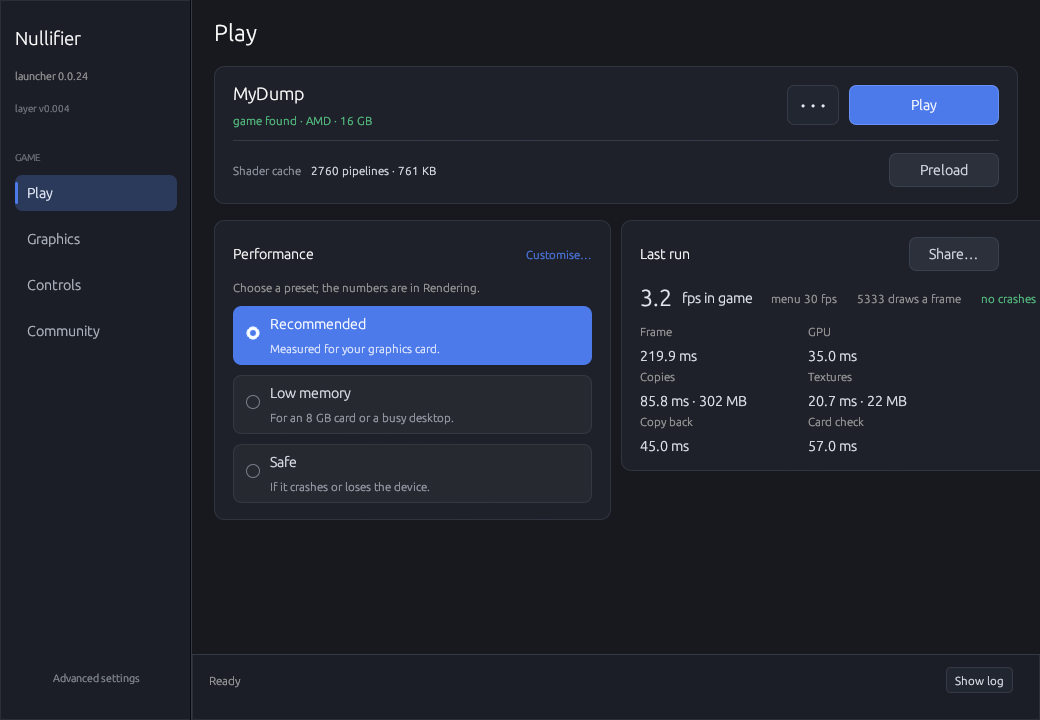 Nullifier
launcher 0.0.24
layer v0.004
GAME
Play
Graphics
Controls
Community
Advanced settings
Play
MyDump
game found · AMD · 16 GB
...
Play
Shader cache 2760 pipelines · 761 KB
Preload
Performance
Customise...
Choose a preset; the numbers are in Rendering.
Recommended
Measured for your graphics card.
Low memory
For an 8 GB card or a busy desktop.
Safe
If it crashes or loses the device.
Last run
Share...
3.2 fps in game menu 30 fps 5333 draws a frame no crashes
Frame GPU
219.9 ms 35.0 ms
Copies Textures
85.8 ms · 302 MB 20.7 ms · 22 MB
Copy back Card check
45.0 ms 57.0 ms
Ready
Show log